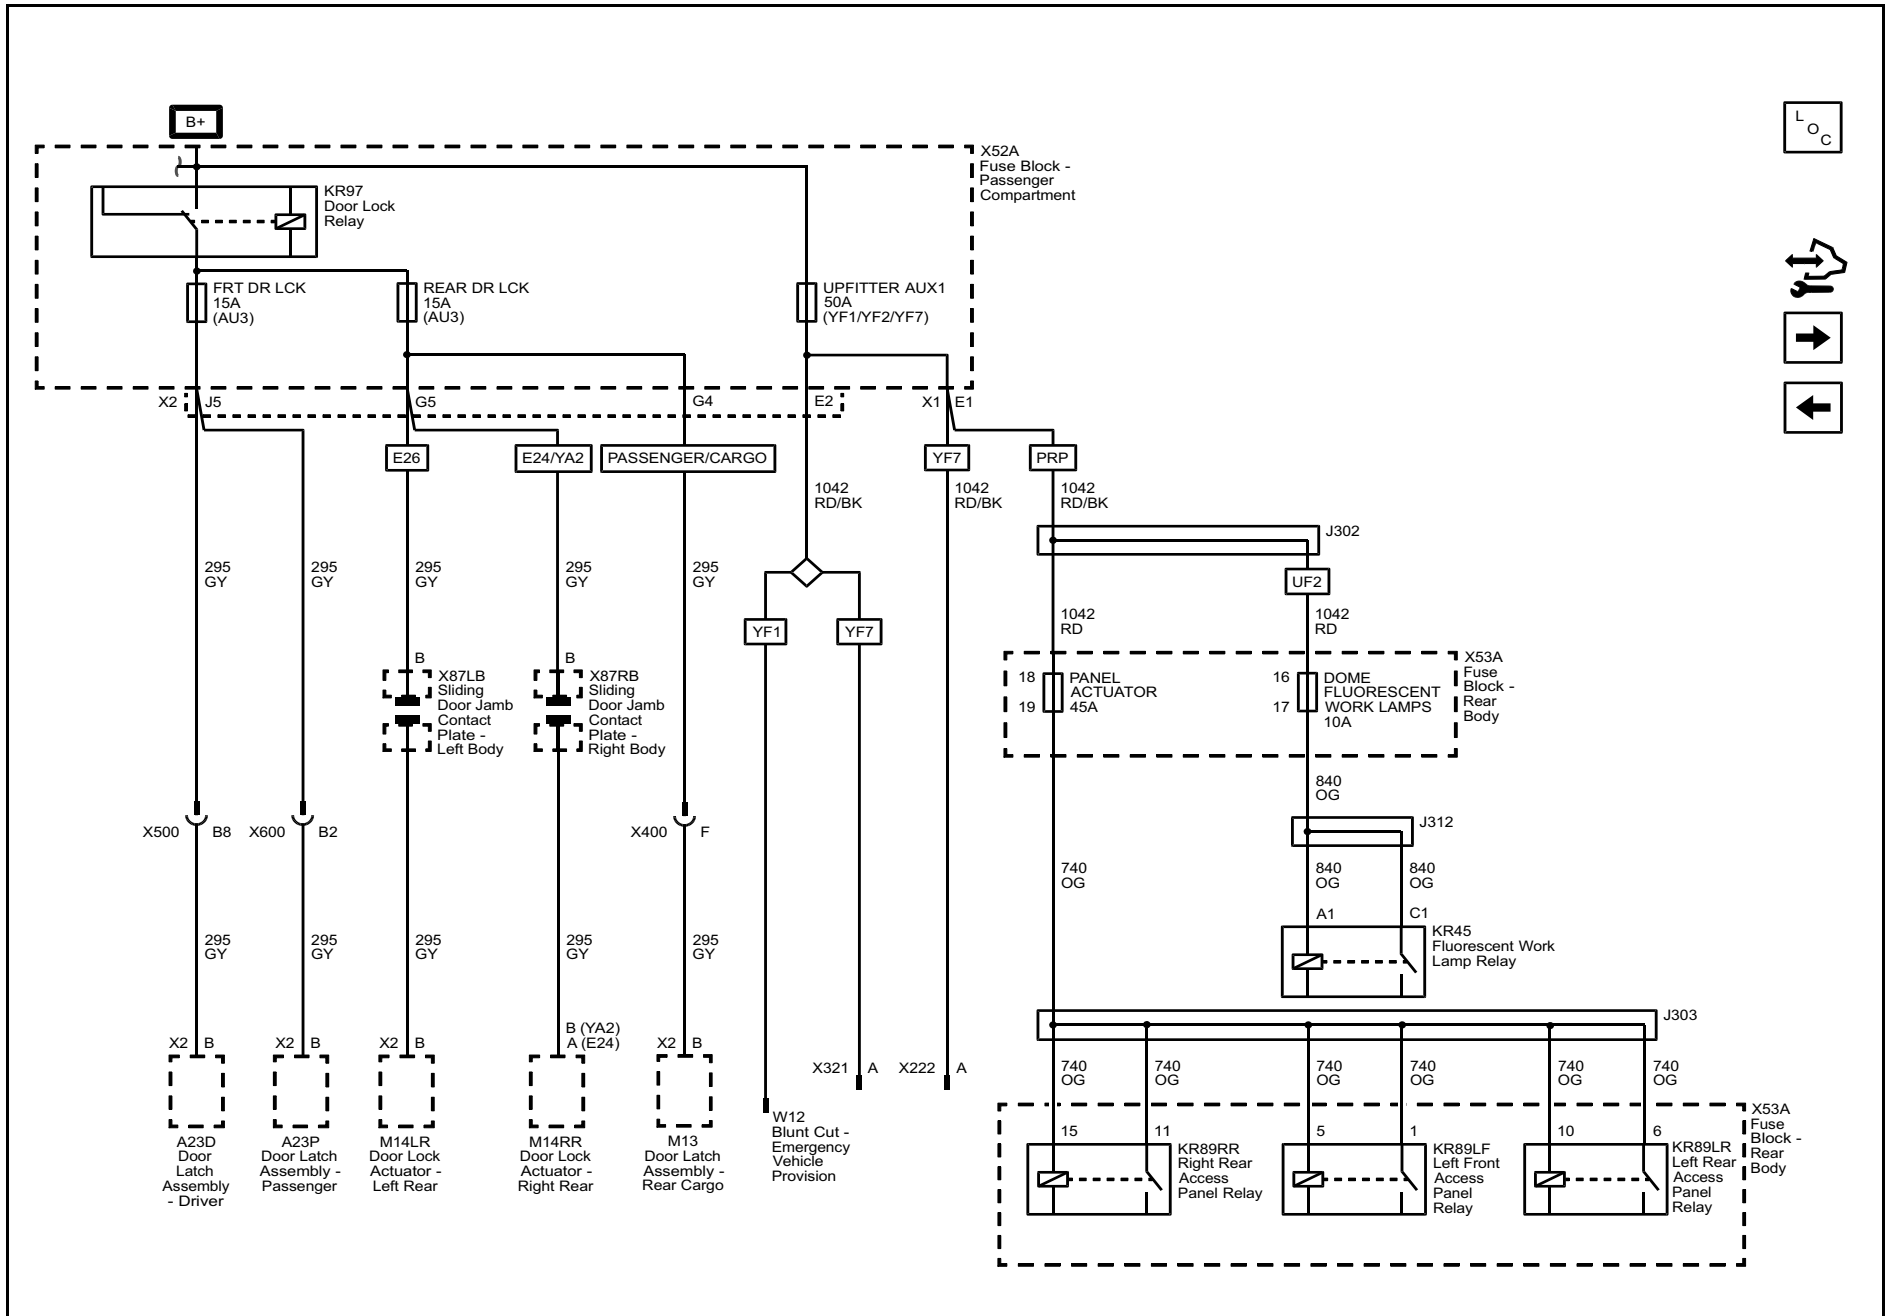 B+
L
O
C
X52A
Fuse Block -
Passenger
Compartment
KR97
Door Lock
Relay
FRT DR LCK
15A
(AU3)
REAR DR LCK
15A
(AU3)
UPFITTER AUX1
50A
(YF1/YF2/YF7)
X2
J5
G5
G4
E2
X1
E1
E26
E24/YA2
PASSENGER/CARGO
YF7
PRP
1042
RD/BK
1042
RD/BK
1042
RD/BK
J302
295
GY
295
GY
295
GY
295
GY
295
GY
UF2
YF1
YF7
1042
RD
1042
RD
B
X87LB
Sliding
Door Jamb
Contact
Plate -
Left Body
B
X87RB
Sliding
Door Jamb
Contact
Plate -
Right Body
18
19
PANEL
ACTUATOR
45A
16
17
DOME
FLUORESCENT
WORK LAMPS
10A
X53A
Fuse
Block -
Rear
Body
840
OG
X500
B8
X600
B2
X400
F
J312
740
OG
840
OG
840
OG
A1
C1
KR45
Fluorescent Work
Lamp Relay
295
GY
295
GY
295
GY
295
GY
295
GY
J303
X2
B
X2
B
X2
B
B (YA2)
A (E24)
X2
B
X321
A
X222
A
740
OG
740
OG
740
OG
740
OG
740
OG
740
OG
W12
Blunt Cut -
Emergency
Vehicle
Provision
A23D
Door
Latch
Assembly
- Driver
A23P
Door Latch
Assembly -
Passenger
M14LR
Door Lock
Actuator -
Left Rear
M14RR
Door Lock
Actuator -
Right Rear
M13
Door Latch
Assembly -
Rear Cargo
15
11
KR89RR
Right Rear
Access
Panel Relay
5
1
KR89LF
Left Front
Access
Panel
Relay
10
6
KR89LR
Left Rear
Access
Panel
Relay
X53A
Fuse
Block -
Rear
Body